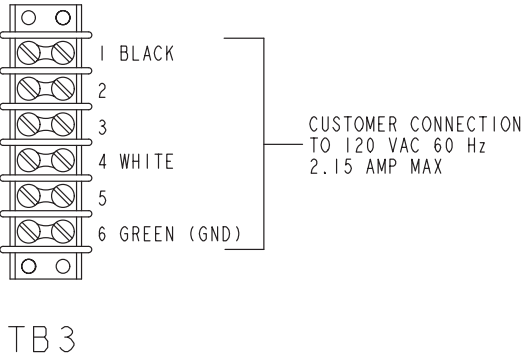 1 BLACK
2
3
4 WHITE
5
6 GREEN (GND)
CUSTOMER CONNECTION
TO 120 VAC 60 Hz
2.15 AMP MAX
TB3